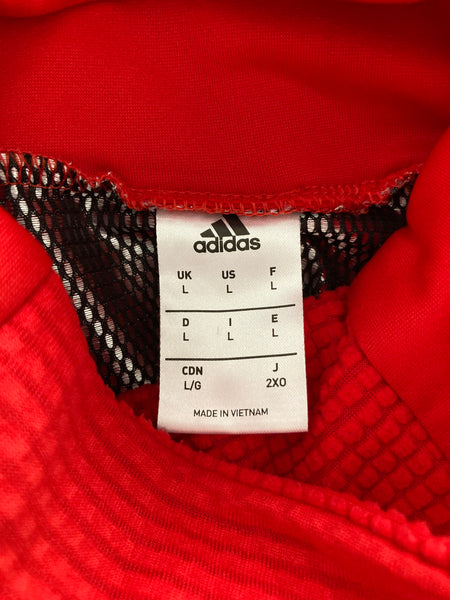 adidas
UK US F
L L L
D I E
L L L
CDN J
L/G 2XO
MADE IN VIETNAM